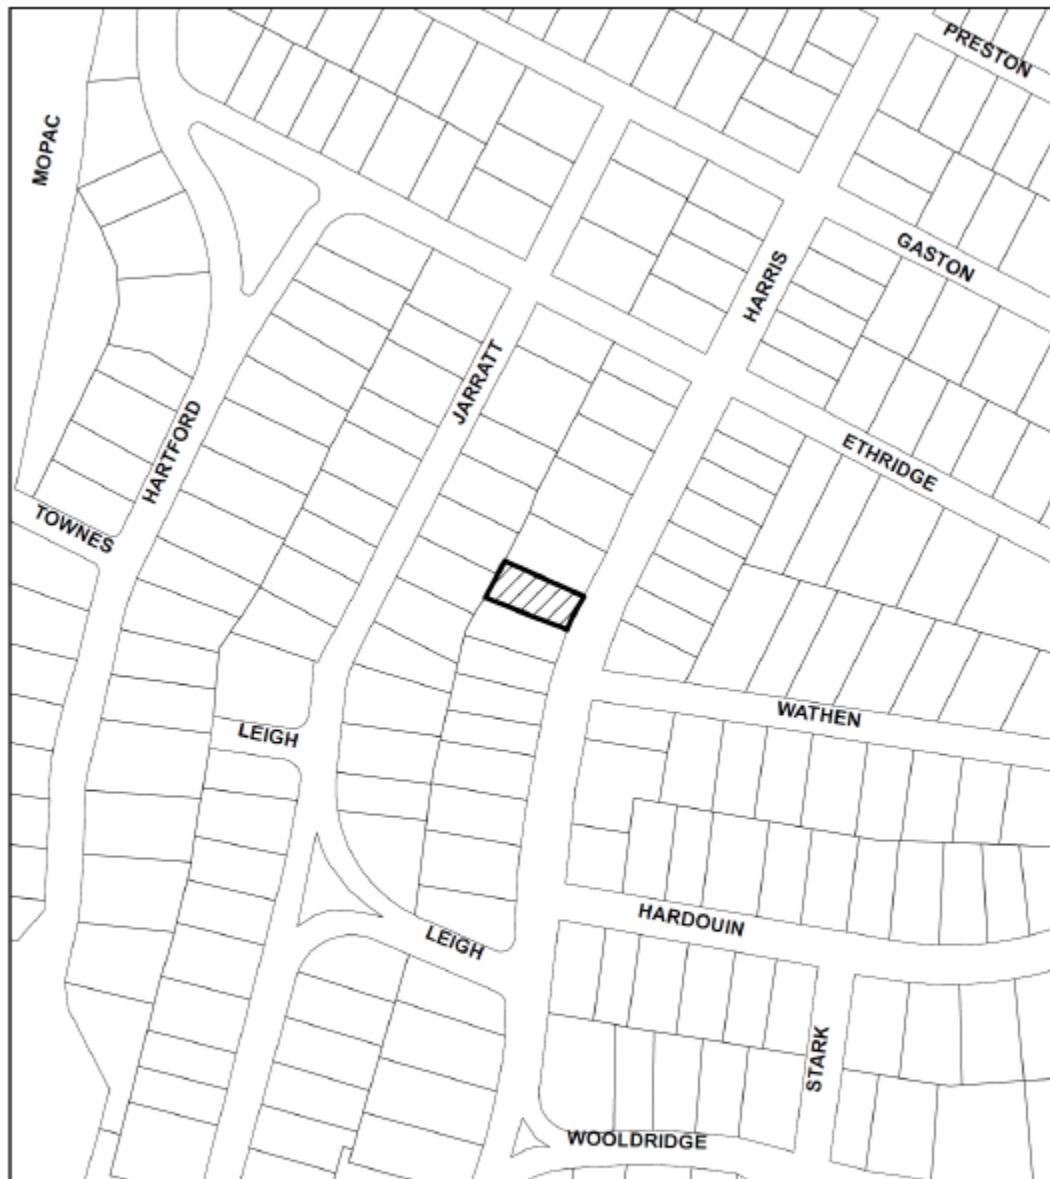 PRESTON
MOPAC
GASTON
HARRIS
JARRATT
HARTFORD
ETHRIDGE
TOWNES
WATHEN
LEIGH
HARDOUIN
LEIGH
STARK
WOOLDRIDGE